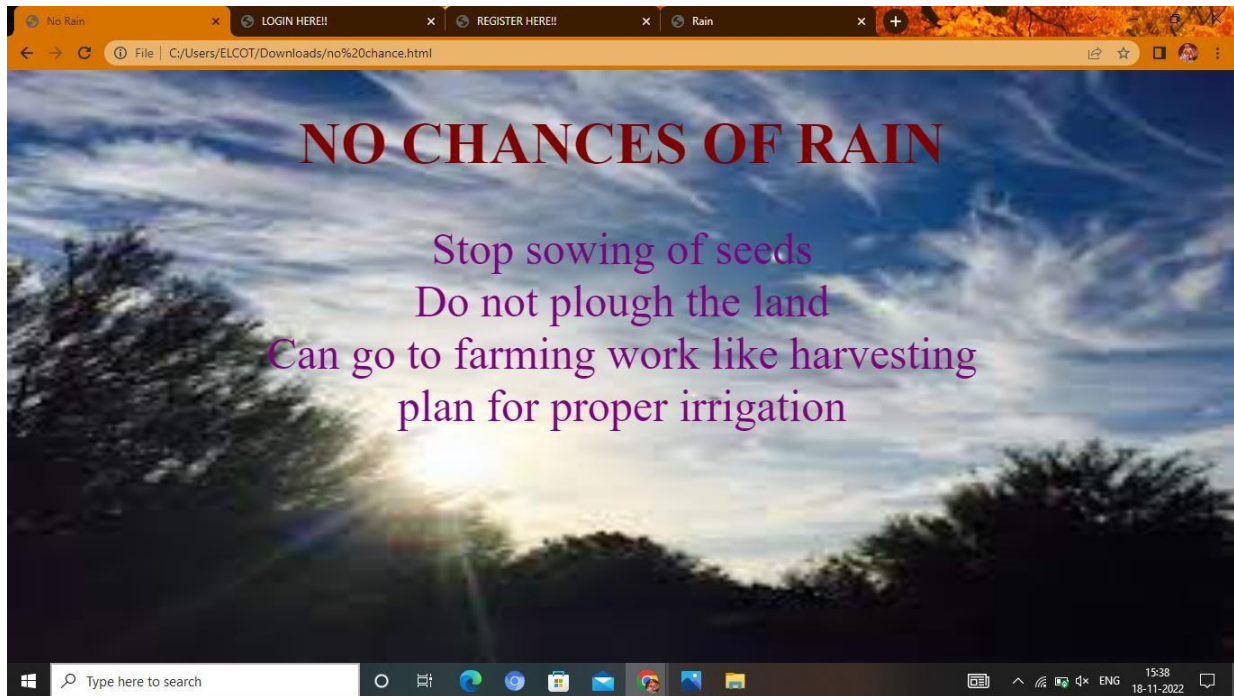 No Rain
LOGIN HERE!!
REGISTER HERE!!
Rain
File | C:/Users/ELCOT/Downloads/no%20chance.html
NO CHANCES OF RAIN
Stop sowing of seeds
Do not plough the land
Can go to farming work like harvesting
plan for proper irrigation
Type here to search
ENG
15:38
18-11-2022